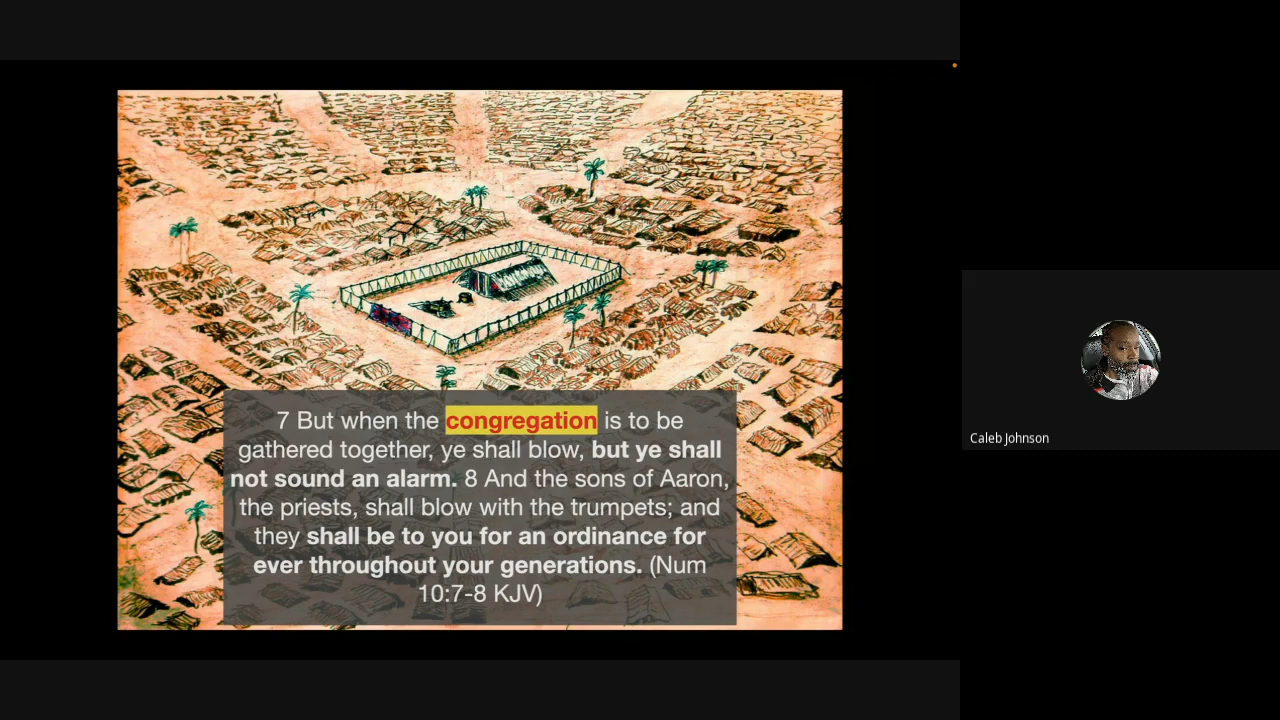 7 But when the congregation is to be
gathered together, ye shall blow, but ye shall
not sound an alarm. 8 And the sons of Aaron,
the priests, shall blow with the trumpets; and
they shall be to you for an ordinance for
ever throughout your generations. (Num
10:7-8 KJV)
Caleb Johnson